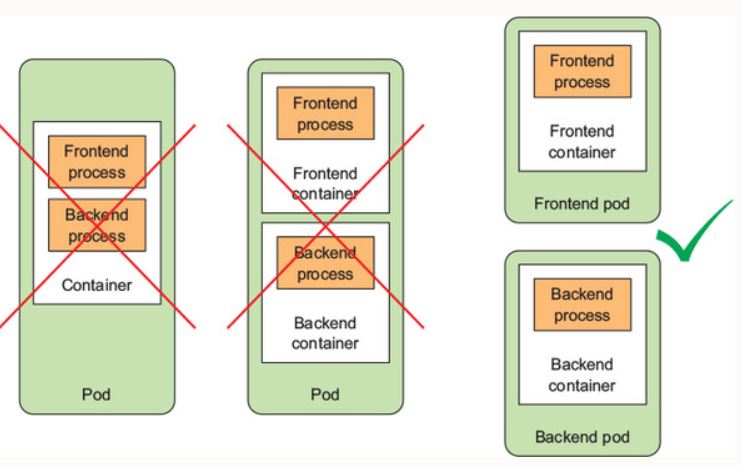 Frontend
process
Backend
process
Container
Pod
Frontend
process
Frontend
container
Backend
process
Backend
container
Pod
Frontend
process
Frontend
container
Frontend pod
Backend
process
Backend
container
Backend pod